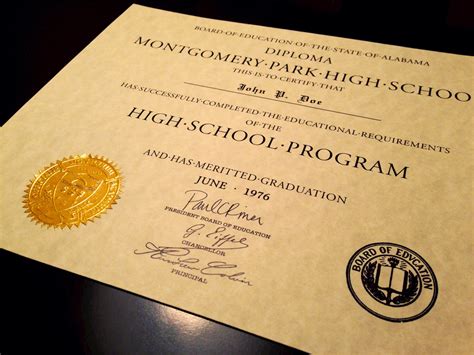 BOARD·OF·EDUCATION·OF·THE·STATE·OF·ALABAMA
DIPLOMA
MONTGOMERY·PARK·HIGH·SCHOO
THIS·IS·TO·CERTIFY·THAT
John P. Doe
HAS·SUCCESSFULLY·COMPLETED·THE·EDUCATIONAL·REQUIREMENTS
OF·THE
HIGH·SCHOOL·PROGRAM
AND·HAS·MERITTED·GRADUATION
JUNE · 1976
PRESIDENT BOARD OF EDUCATION
G. Eiffel
CHANCELLOR
PRINCIPAL
BOARD OF EDVCATION